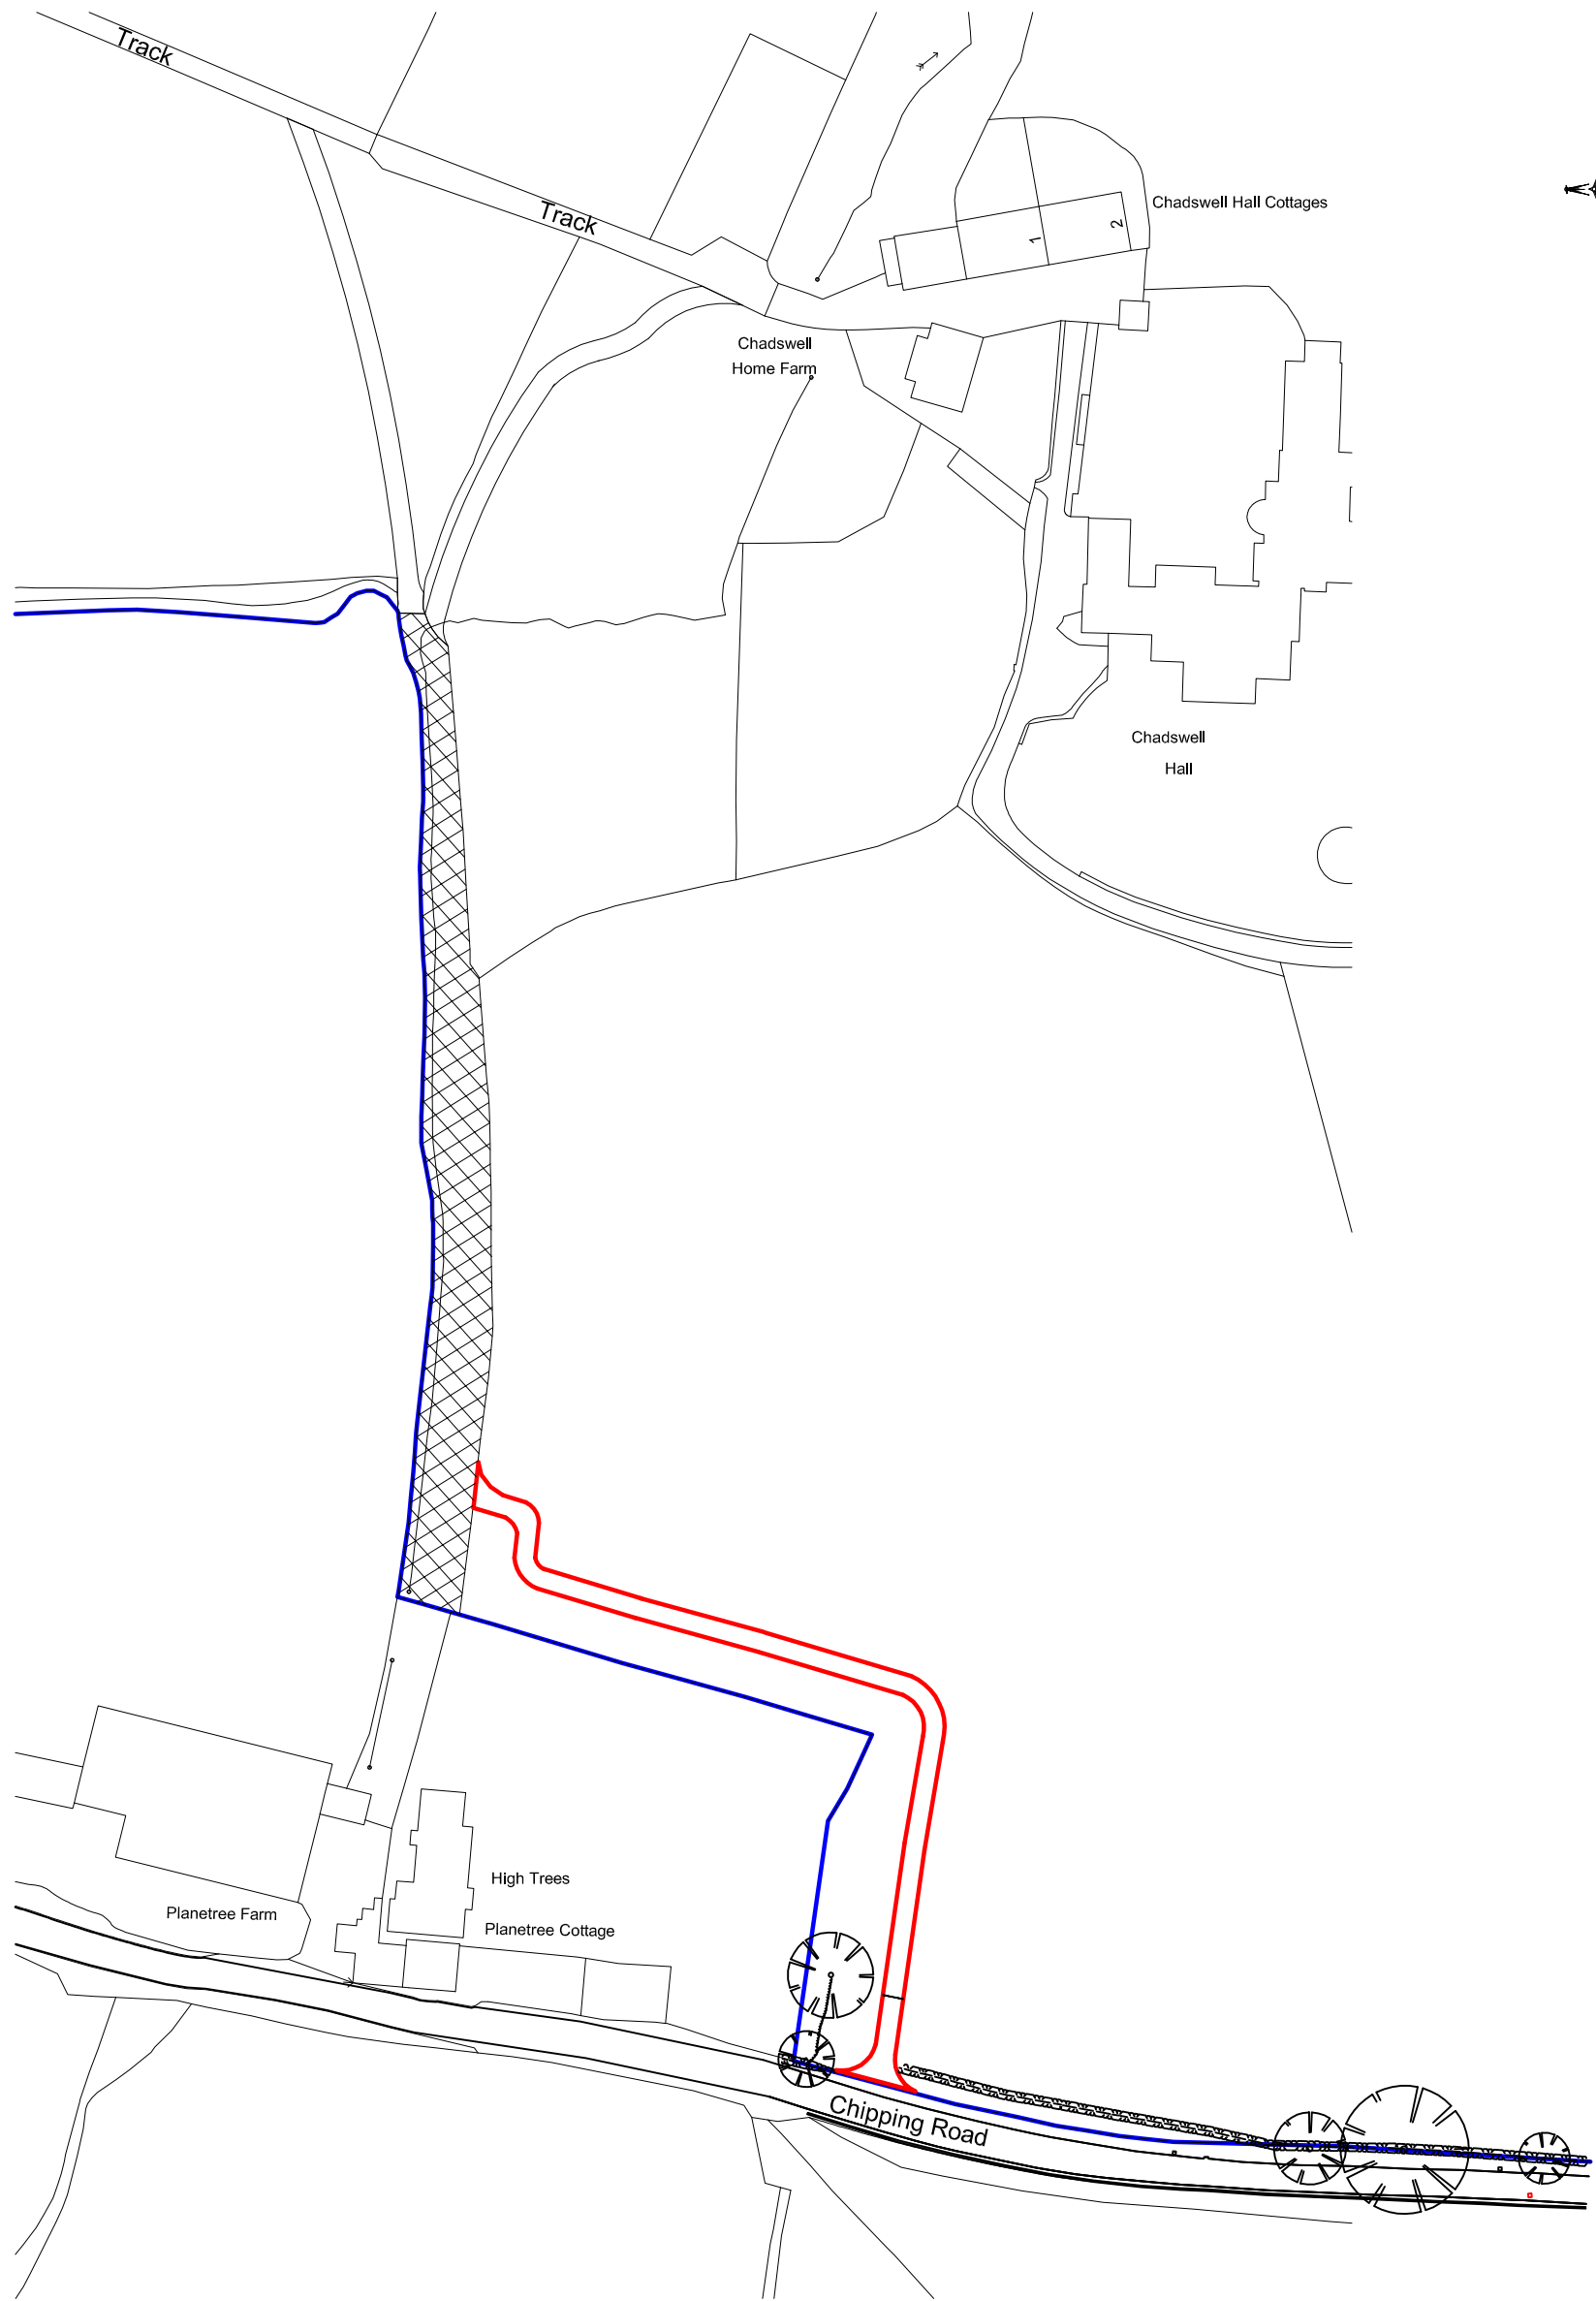 Track
Track
Chadswell Hall Cottages
1
2
Chadswell
Home Farm
Chadswell
Hall
High Trees
Planetree Farm
Planetree Cottage
Chipping Road